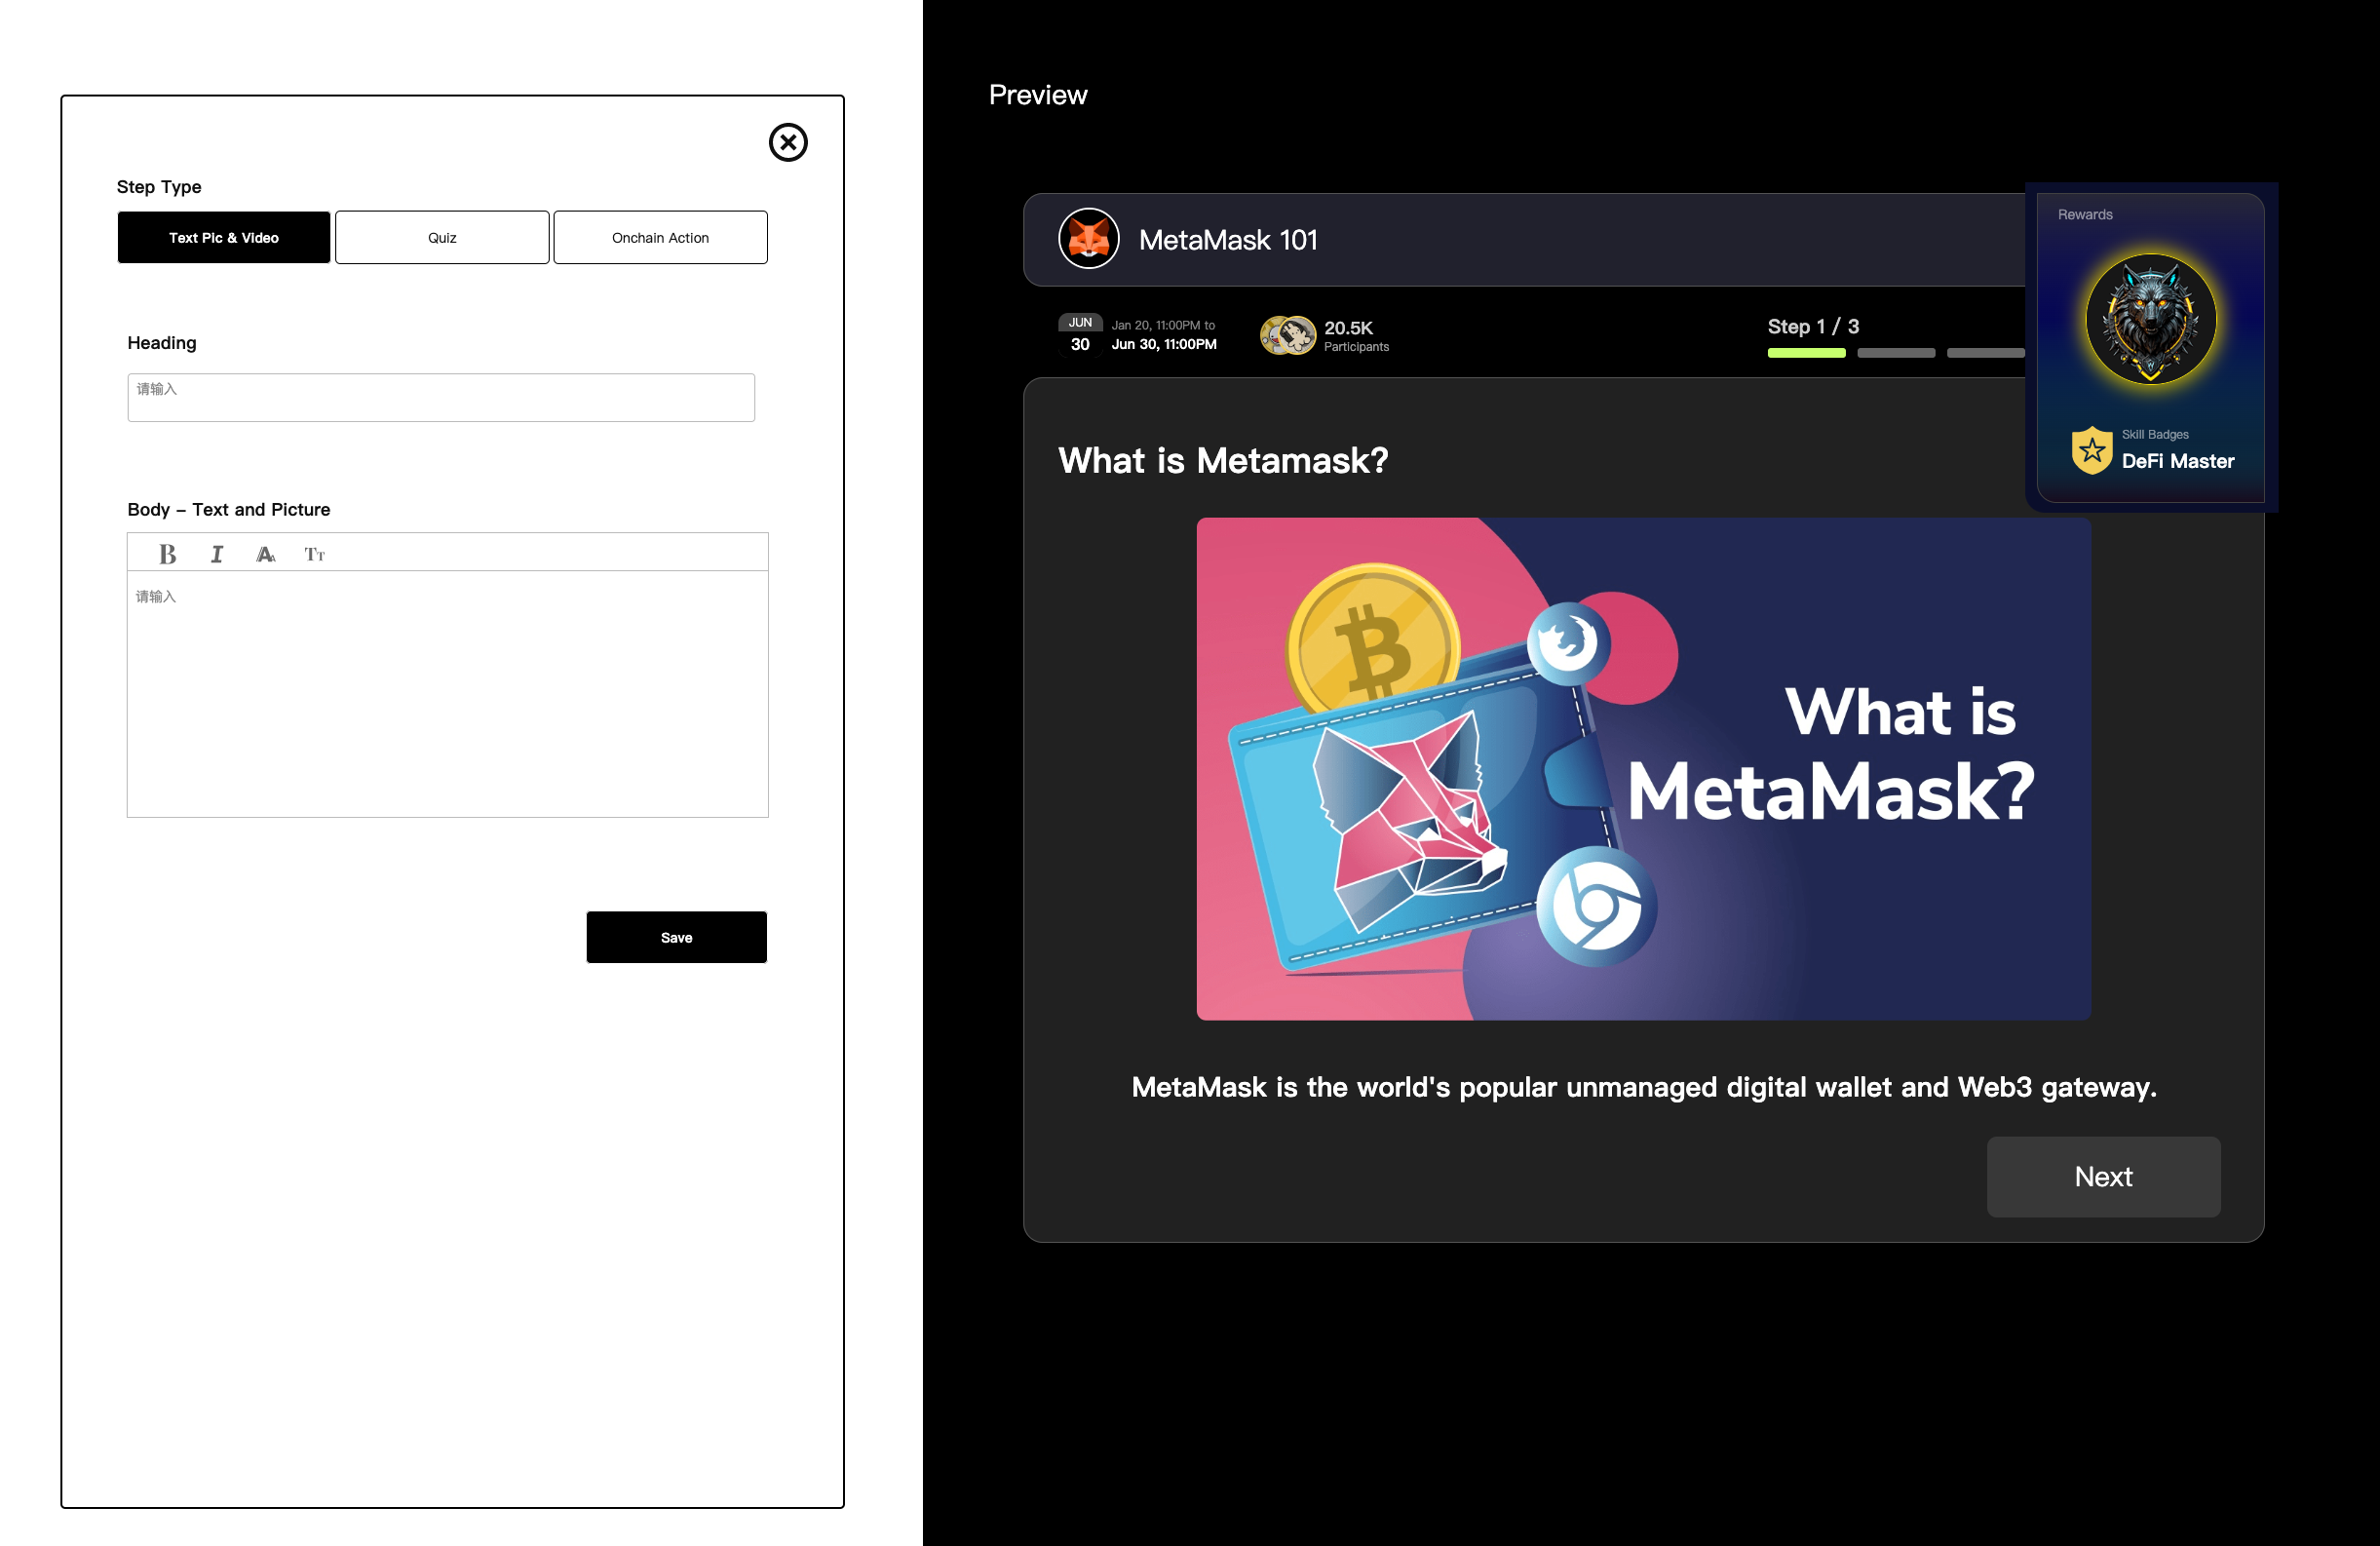 Step Type
Text Pic & Video
Quiz
Onchain Action
Heading
请输入
Body – Text and Picture
B I A A TT
请输入
Save
Preview
MetaMask 101
JUN
30
Jan 20, 11:00PM to
Jun 30, 11:00PM
20.5K
Participants
Step 1 / 3
Rewards
Skill Badges
DeFi Master
What is Metamask?
What is
MetaMask?
MetaMask is the world's popular unmanaged digital wallet and Web3 gateway.
Next